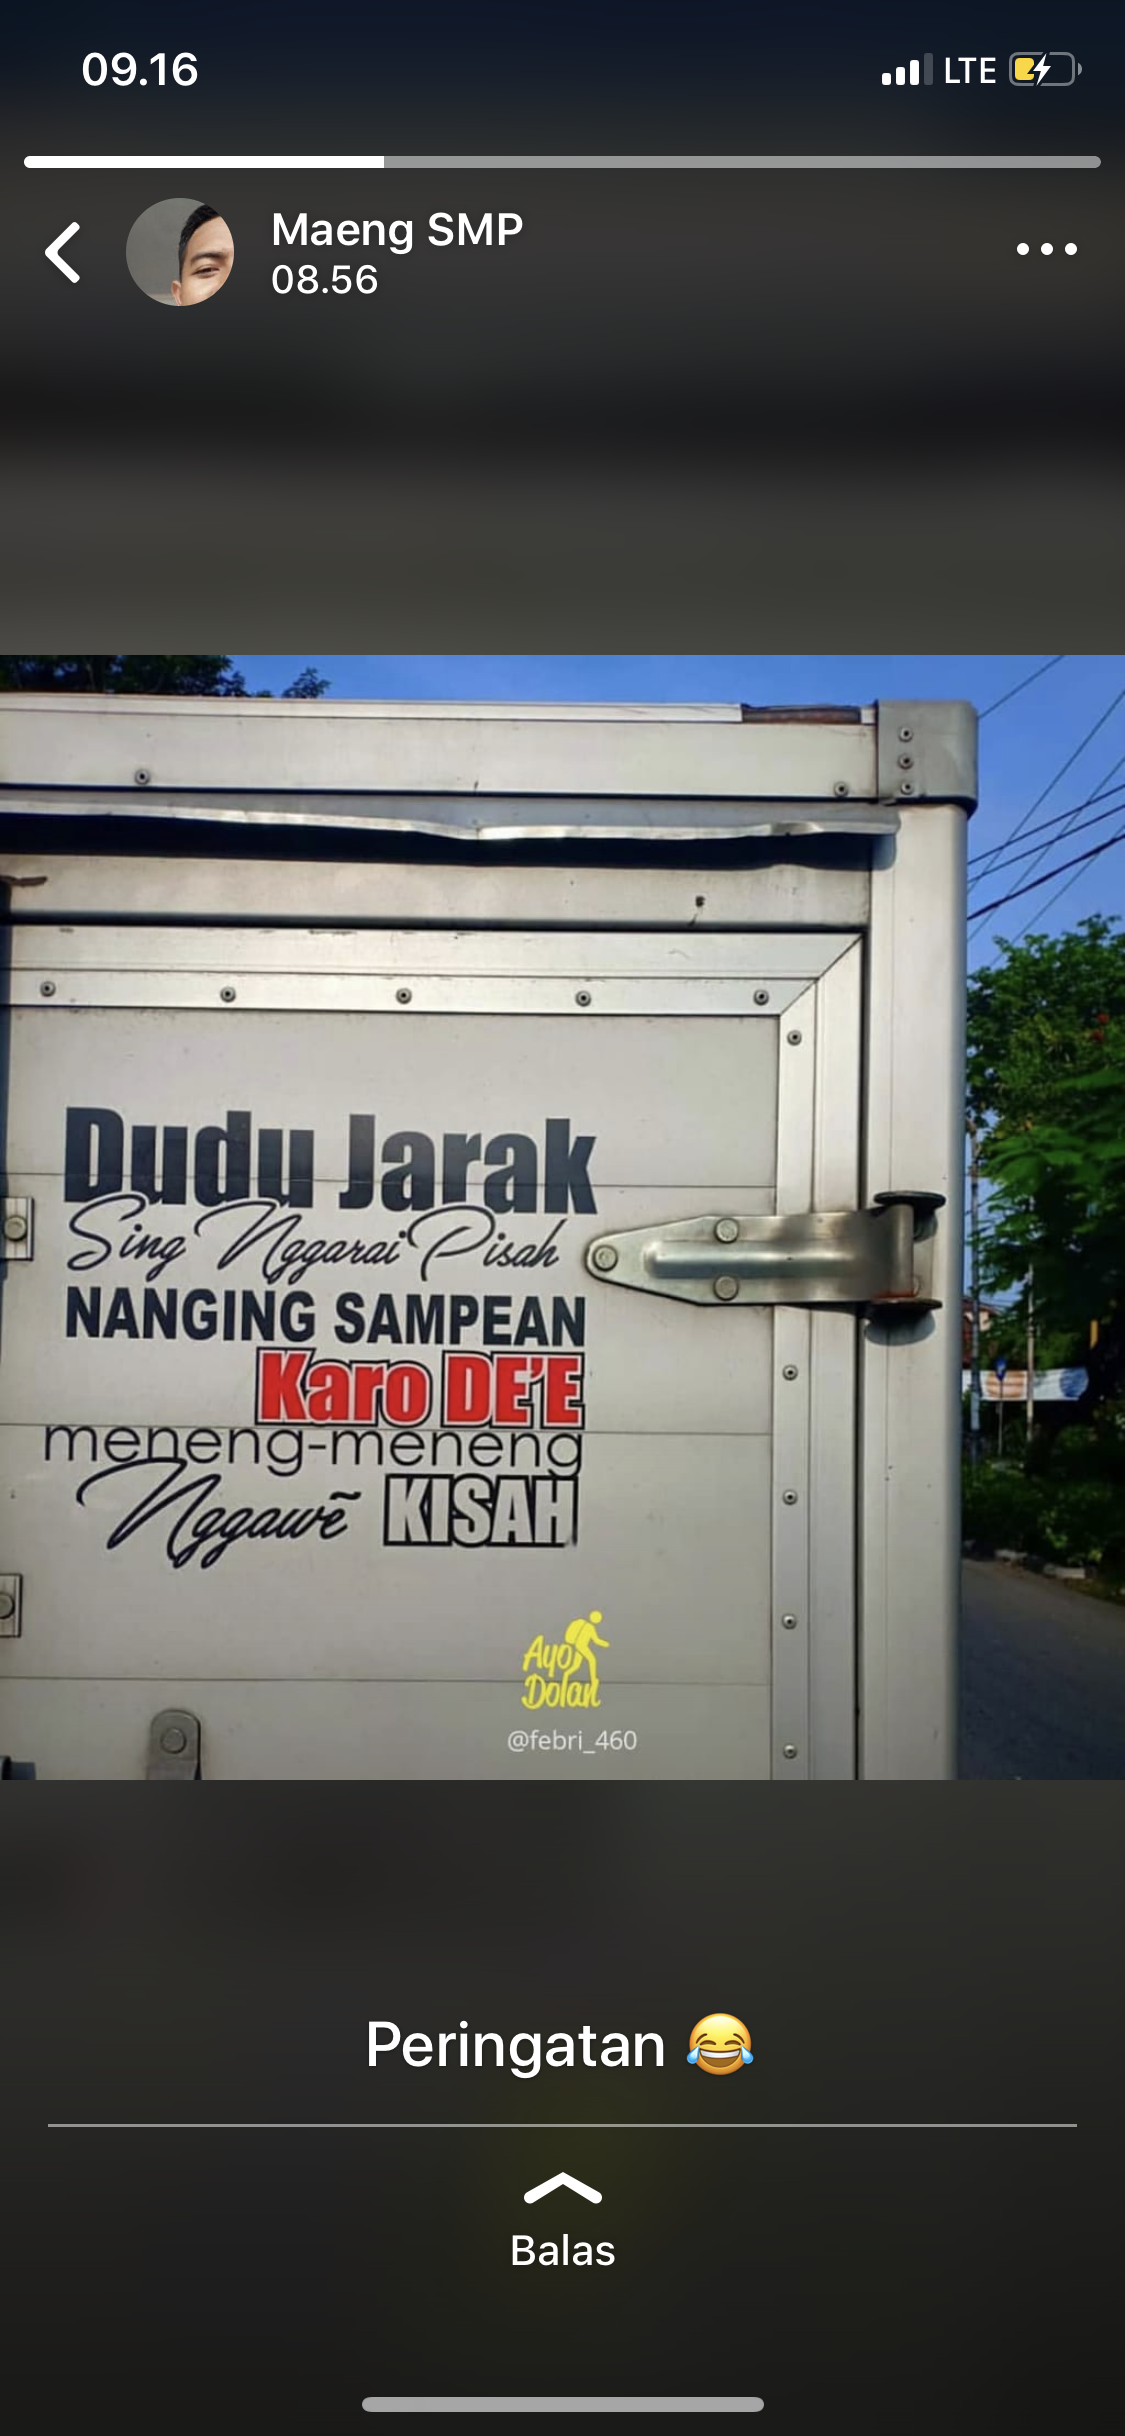 09.16
LTE
Maeng SMP
08.56
Dudu Jarak
Sing Nggarai Pisah
NANGING SAMPEAN
Karo DE'E
meneng-meneng
Nggawẽ KISAH
Ayo
Dolan
@febri_460
Peringatan 😂
Balas